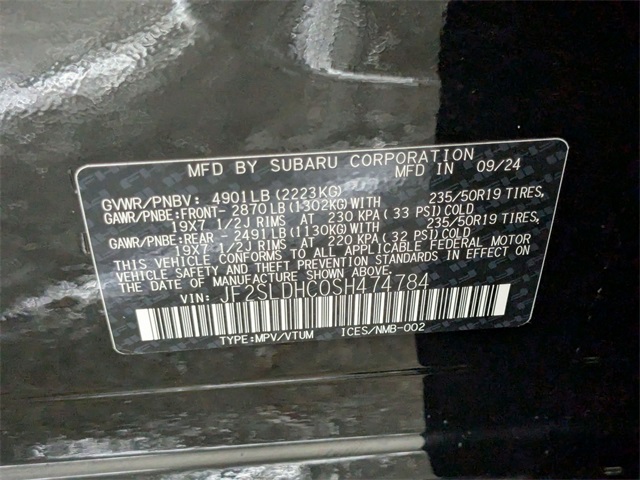 MFD BY SUBARU CORPORATION MFD IN 09/24
GVWR/PNBV: 4901LB (2223KG)
GAWR/PNBE:FRONT- 2870LB (1302KG)WITH 235/50R19 TIRES,
19X7 1/2J RIMS AT 230 KPA (33 PSI)COLD
GAWR/PNBE:REAR - 2491LB (1130KG)WITH 235/50R19 TIRES,
19X7 1/2J RIMS AT 220 KPA (32 PSI)COLD
THIS VEHICLE CONFORMS TO ALL APPLICABLE FEDERAL MOTOR
VEHICLE SAFETY AND THEFT PREVENTION STANDARDS IN EFFECT ON
THE DATE OF MANUFACTURE SHOWN ABOVE.
VIN: JF2SLDHC0SH474784
TYPE:MPV/VTUM ICES/NMB-002